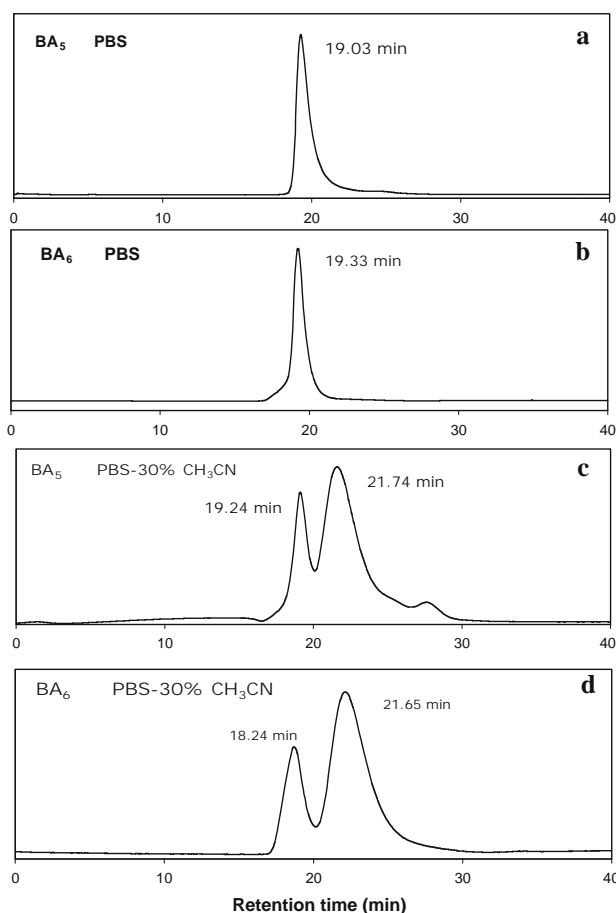 BA₅ PBS a
19.03 min
0 10 20 30 40
BA₆ PBS b
19.33 min
0 10 20 30 40
BA₅ PBS-30% CH₃CN c
21.74 min
19.24 min
0 10 20 30 40
BA₆ PBS-30% CH₃CN d
21.65 min
18.24 min
0 10 20 30 40
Retention time (min)